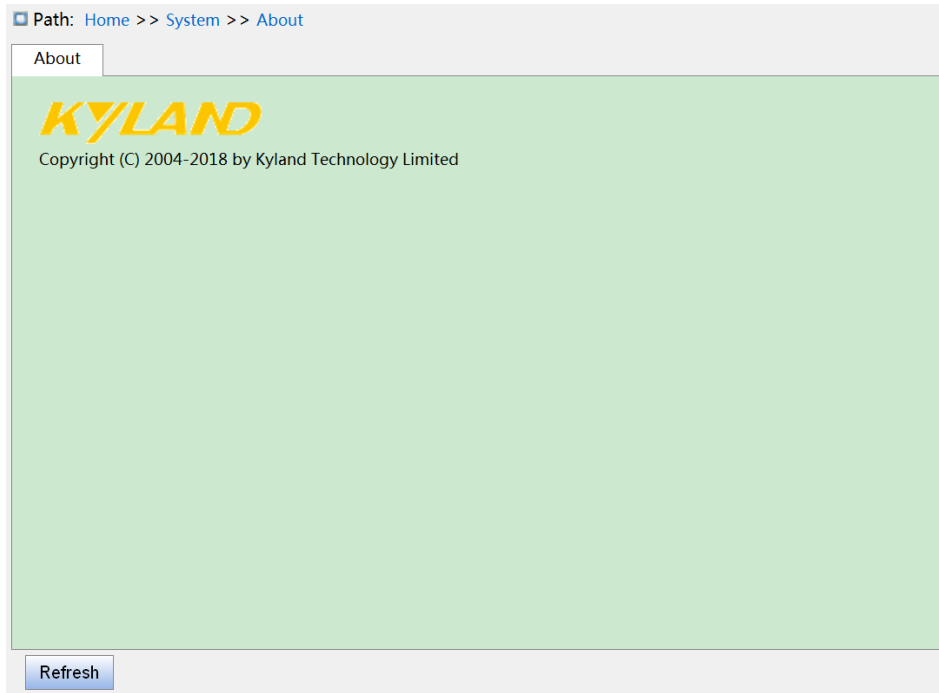 Path: Home >> System >> About
About
KYLAND
Copyright (C) 2004-2018 by Kyland Technology Limited
Refresh